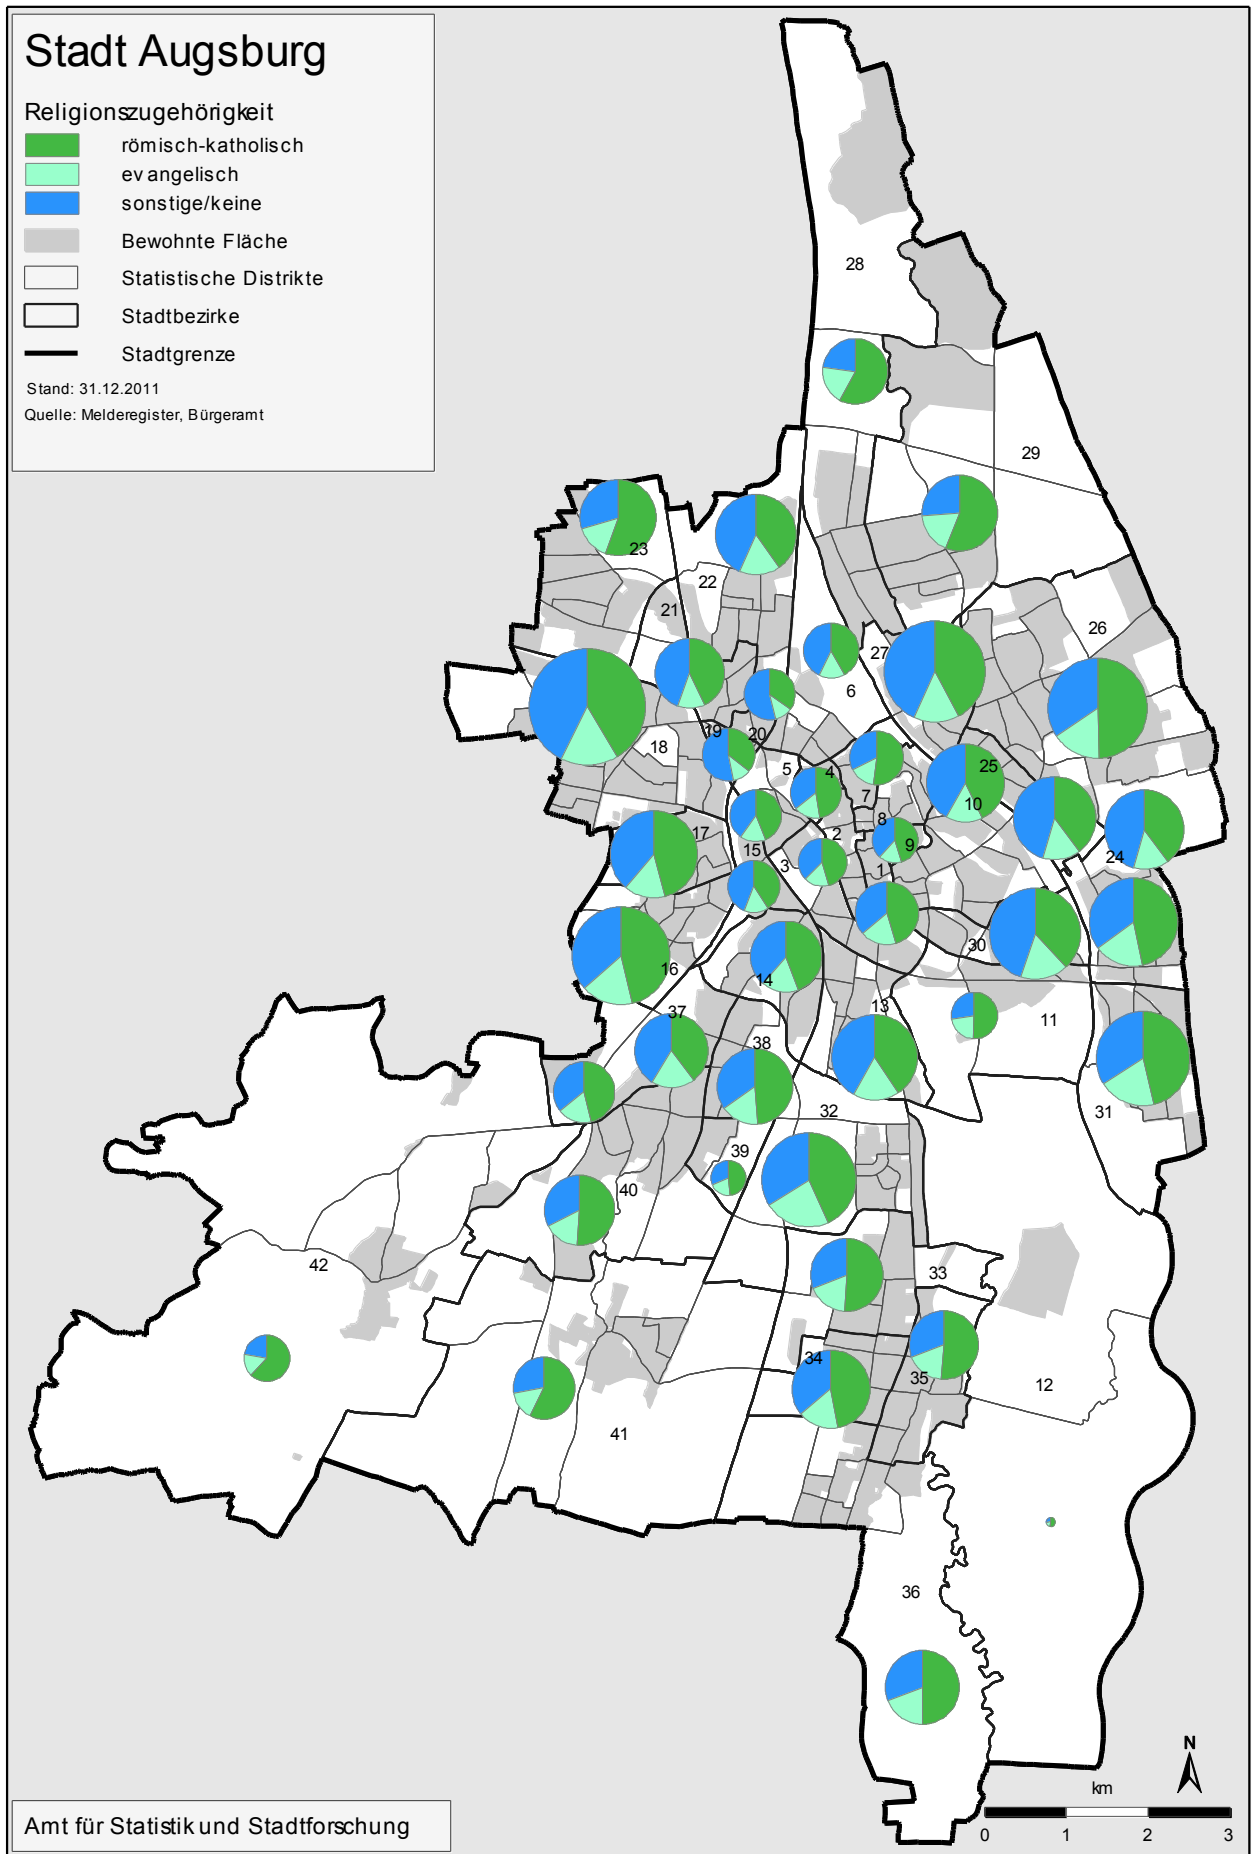 Stadt Augsburg
Religionszugehörigkeit
römisch-katholisch
evangelisch
sonstige/keine
Bewohnte Fläche
Statistische Distrikte
Stadtbezirke
Stadtgrenze
Stand: 31.12.2011
Quelle: Melderegister, Bürgeramt
28
29
23
22
21
26
27
6
19
20
18
5
4
25
7
10
8
17
2
9
15
3
1
24
30
16
14
13
37
11
38
32
31
39
40
42
33
34
35
12
41
36
N
km
0 1 2 3
Amt für Statistik und Stadtforschung